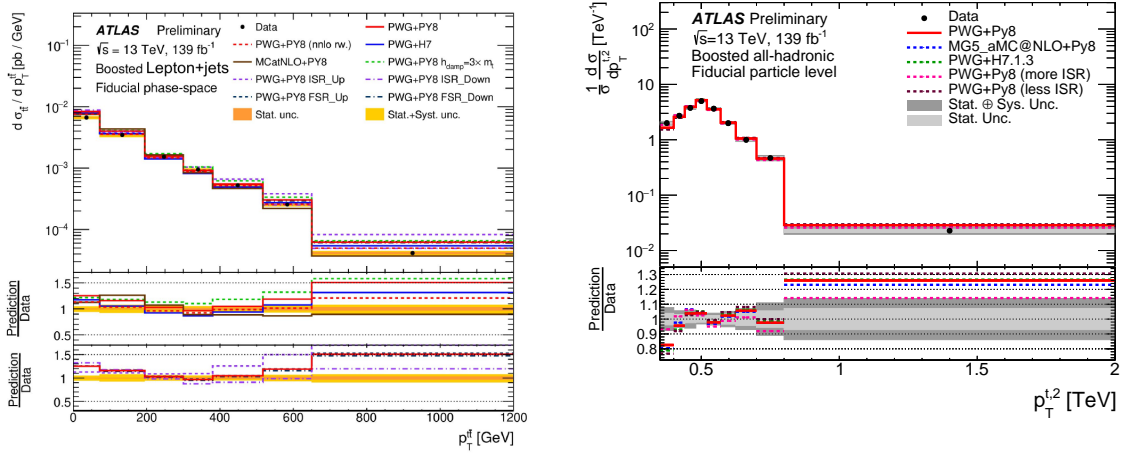 ATLAS Preliminary
√s = 13 TeV, 139 fb⁻¹
Boosted Lepton+jets
Fiducial phase-space
Data
PWG+PY8
PWG+PY8 (nnlo rw.)
PWG+H7
MCatNLO+PY8
PWG+PY8 h_damp=3× m_t
PWG+PY8 ISR_Up
PWG+PY8 ISR_Down
PWG+PY8 FSR_Up
PWG+PY8 FSR_Down
Stat. unc.
Stat.+Syst. unc.
d σ_tt̄ / d p_T^tt̄ [pb / GeV]
10⁻¹
10⁻²
10⁻³
10⁻⁴
Prediction
Data
1.5
1
0.5
Prediction
Data
1.5
1
0.5
0 200 400 600 800 1000 1200
p_T^tt̄ [GeV]
ATLAS Preliminary
√s=13 TeV, 139 fb⁻¹
Boosted all-hadronic
Fiducial particle level
Data
PWG+Py8
MG5_aMC@NLO+Py8
PWG+H7.1.3
PWG+Py8 (more ISR)
PWG+Py8 (less ISR)
Stat. ⊕ Sys. Unc.
Stat. Unc.
1/σ d σ^t,2/dp_T [TeV⁻¹]
10²
10
1
10⁻¹
10⁻²
Prediction
Data
1.3
1.2
1.1
1
0.9
0.8
0.5 1 1.5 2
p_T^t,2 [TeV]